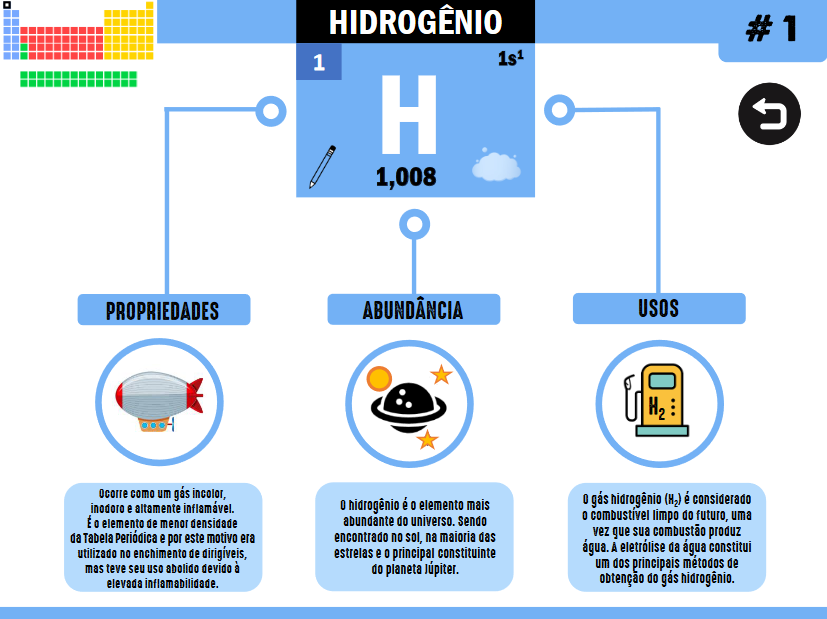 HIDROGÊNIO
# 1
1
1s¹
H
1,008
PROPRIEDADES
ABUNDÂNCIA
USOS
H₂
Ocorre como um gás incolor,
inodoro e altamente inflamável.
É o elemento de menor densidade
da Tabela Periódica e por este motivo era
utilizado no enchimento de dirigíveis,
mas teve seu uso abolido devido à
elevada inflamabilidade.
O hidrogênio é o elemento mais
abundante do universo. Sendo
encontrado no sol, na maioria das
estrelas e o principal constituinte
do planeta Júpiter.
O gás hidrogênio (H₂) é considerado
o combustível limpo do futuro, uma
vez que sua combustão produz
água. A eletrólise da água constitui
um dos principais métodos de
obtenção do gás hidrogênio.